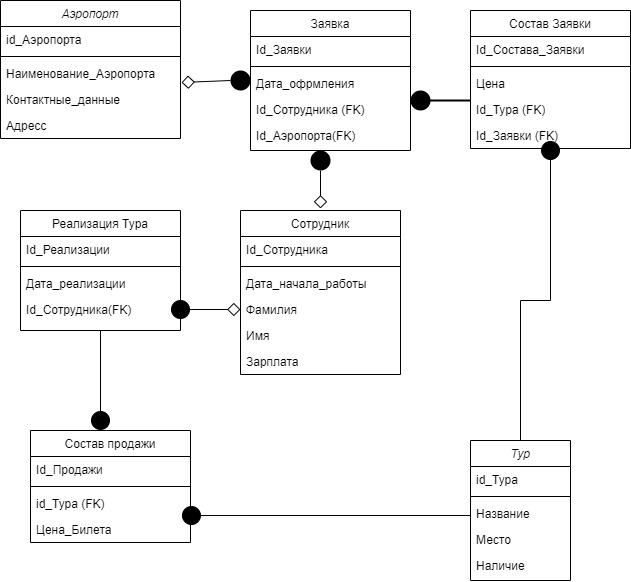 Аэропорт
id_Аэропорта
Наименование_Аэропорта
Контактные_данные
Адресс
Заявка
Id_Заявки
Дата_офрмления
Id_Сотрудника (FK)
Id_Аэропорта(FK)
Состав Заявки
Id_Состава_Заявки
Цена
Id_Тура (FK)
Id_Заявки (FK)
Реализация Тура
Id_Реализации
Дата_реализации
Id_Сотрудника(FK)
Сотрудник
Id_Сотрудника
Дата_начала_работы
Фамилия
Имя
Зарплата
Состав продажи
Id_Продажи
id_Тура (FK)
Цена_Билета
Тур
id_Тура
Название
Место
Наличие